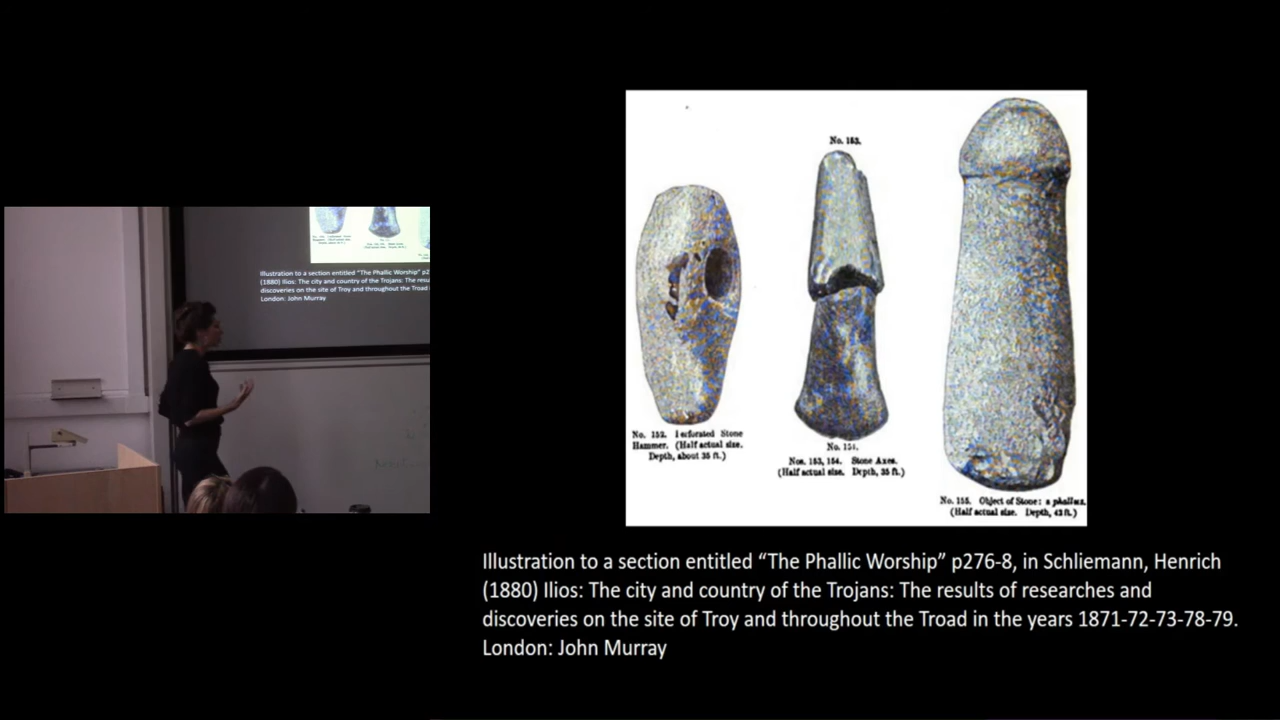 Illustration to a section entitled “The Phallic Worship” p2
(1880) Ilios: The city and country of the Trojans: The resu
discoveries on the site of Troy and throughout the Troad
London: John Murray
No. 153.
No. 152. Perforated Stone
Hammer. (Half actual size.
Depth, about 35 ft.)
No. 154.
Nos. 153, 154. Stone Axes.
(Half actual size. Depth, 35 ft.)
No. 155. Object of Stone: a phallus.
(Half actual size. Depth, 42 ft.)
Illustration to a section entitled “The Phallic Worship” p276-8, in Schliemann, Henrich
(1880) Ilios: The city and country of the Trojans: The results of researches and
discoveries on the site of Troy and throughout the Troad in the years 1871-72-73-78-79.
London: John Murray